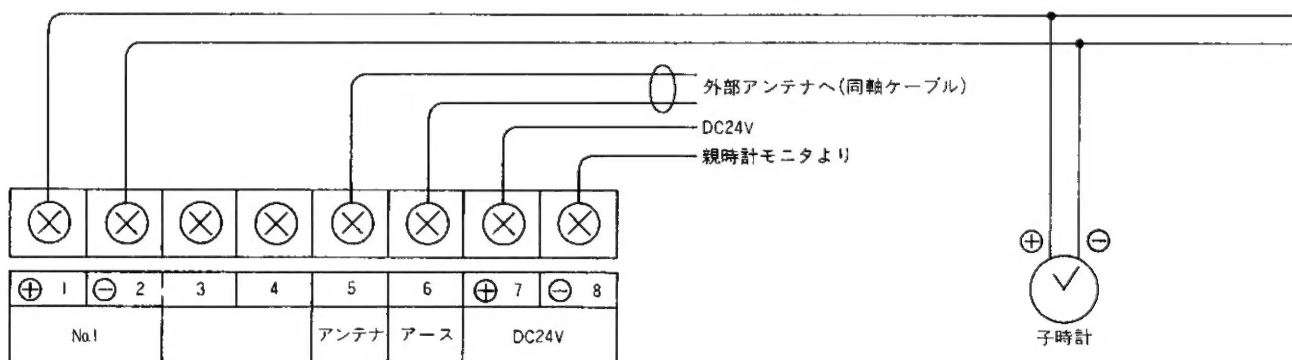 外部アンテナへ(同軸ケーブル)
DC24V
親時計モニタより
⊕ ⊖
⊕ 1 ⊖ 2 3 4 5 6 ⊕ 7 ⊖ 8
No.1 アンテナ アース DC24V
子時計